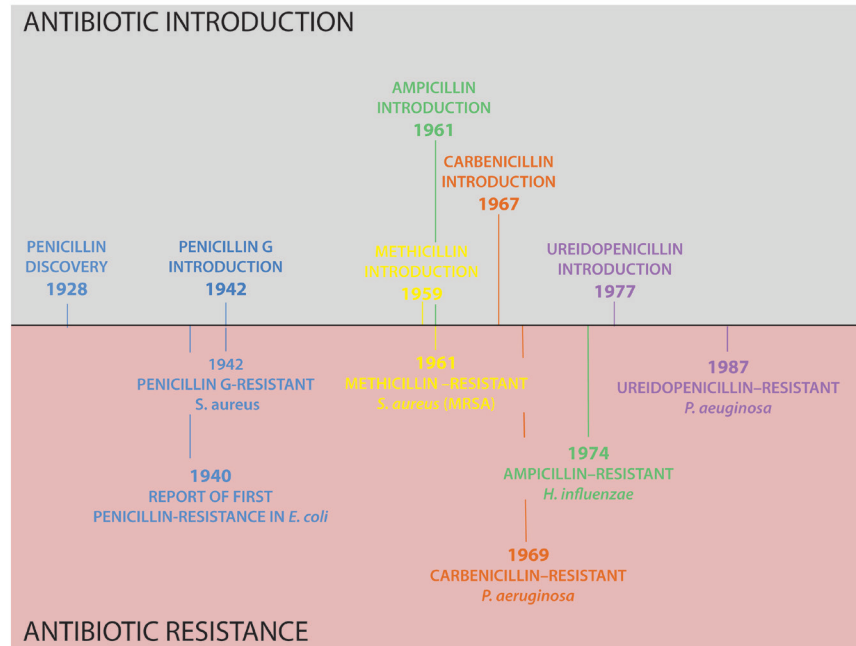 ANTIBIOTIC INTRODUCTION
AMPICILLIN
INTRODUCTION
1961
CARBENICILLIN
INTRODUCTION
1967
PENICILLIN
DISCOVERY
1928
PENICILLIN G
INTRODUCTION
1942
METHICILLIN
INTRODUCTION
1959
UREIDOPENICILLIN
INTRODUCTION
1977
1942
PENICILLIN G-RESISTANT
S. aureus
1961
METHICILLIN –RESISTANT
S. aureus (MRSA)
1987
UREIDOPENICILLIN–RESISTANT
P. aeuginosa
1940
REPORT OF FIRST
PENICILLIN-RESISTANCE IN E. coli
1974
AMPICILLIN–RESISTANT
H. influenzae
1969
CARBENICILLIN–RESISTANT
P. aeruginosa
ANTIBIOTIC RESISTANCE